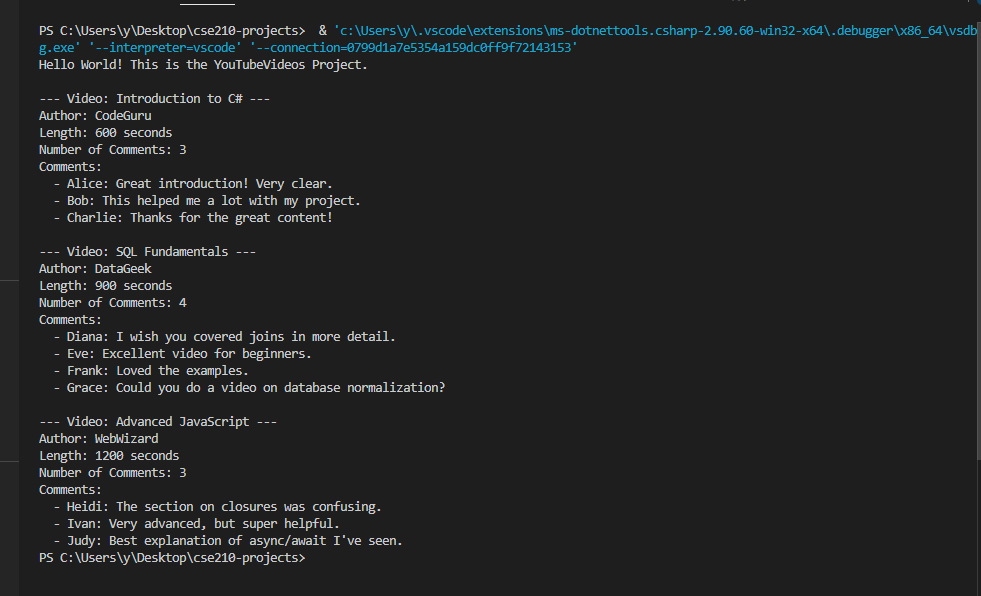 PS C:\Users\y\Desktop\cse210-projects>  & 'c:\Users\y\.vscode\extensions\ms-dotnettools.csharp-2.90.60-win32-x64\.debugger\x86_64\vsdb
g.exe' '--interpreter=vscode' '--connection=0799d1a7e5354a159dc0ff9f72143153'
Hello World! This is the YouTubeVideos Project.

--- Video: Introduction to C# ---
Author: CodeGuru
Length: 600 seconds
Number of Comments: 3
Comments:
  - Alice: Great introduction! Very clear.
  - Bob: This helped me a lot with my project.
  - Charlie: Thanks for the great content!

--- Video: SQL Fundamentals ---
Author: DataGeek
Length: 900 seconds
Number of Comments: 4
Comments:
  - Diana: I wish you covered joins in more detail.
  - Eve: Excellent video for beginners.
  - Frank: Loved the examples.
  - Grace: Could you do a video on database normalization?

--- Video: Advanced JavaScript ---
Author: WebWizard
Length: 1200 seconds
Number of Comments: 3
Comments:
  - Heidi: The section on closures was confusing.
  - Ivan: Very advanced, but super helpful.
  - Judy: Best explanation of async/await I've seen.
PS C:\Users\y\Desktop\cse210-projects>